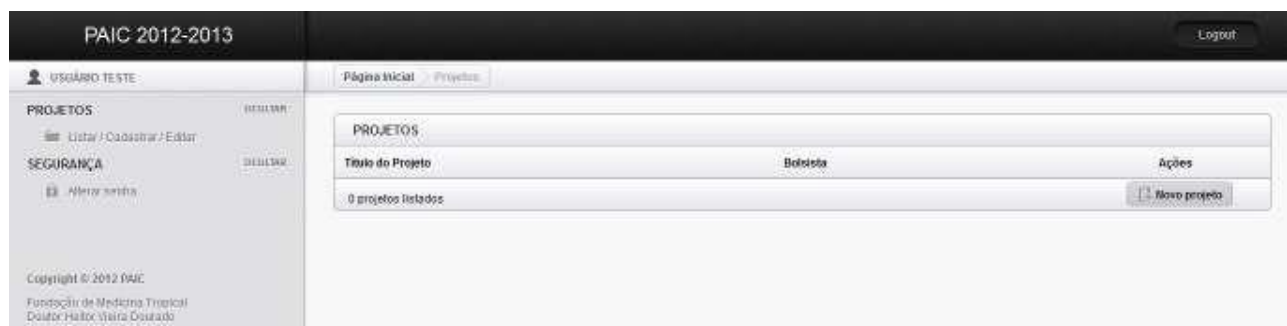 PAIC 2012-2013
Logout
USUÁRIO TESTE
Página Inicial
Projetos
PROJETOS
OCULTAR
Listar / Cadastrar / Editar
SEGURANÇA
OCULTAR
Alterar senha
PROJETOS
Título do Projeto
Bolsista
Ações
0 projetos listados
Novo projeto
Copyright © 2012 PAIC
Fundação de Medicina Tropical
Doutor Heitor Vieira Dourado